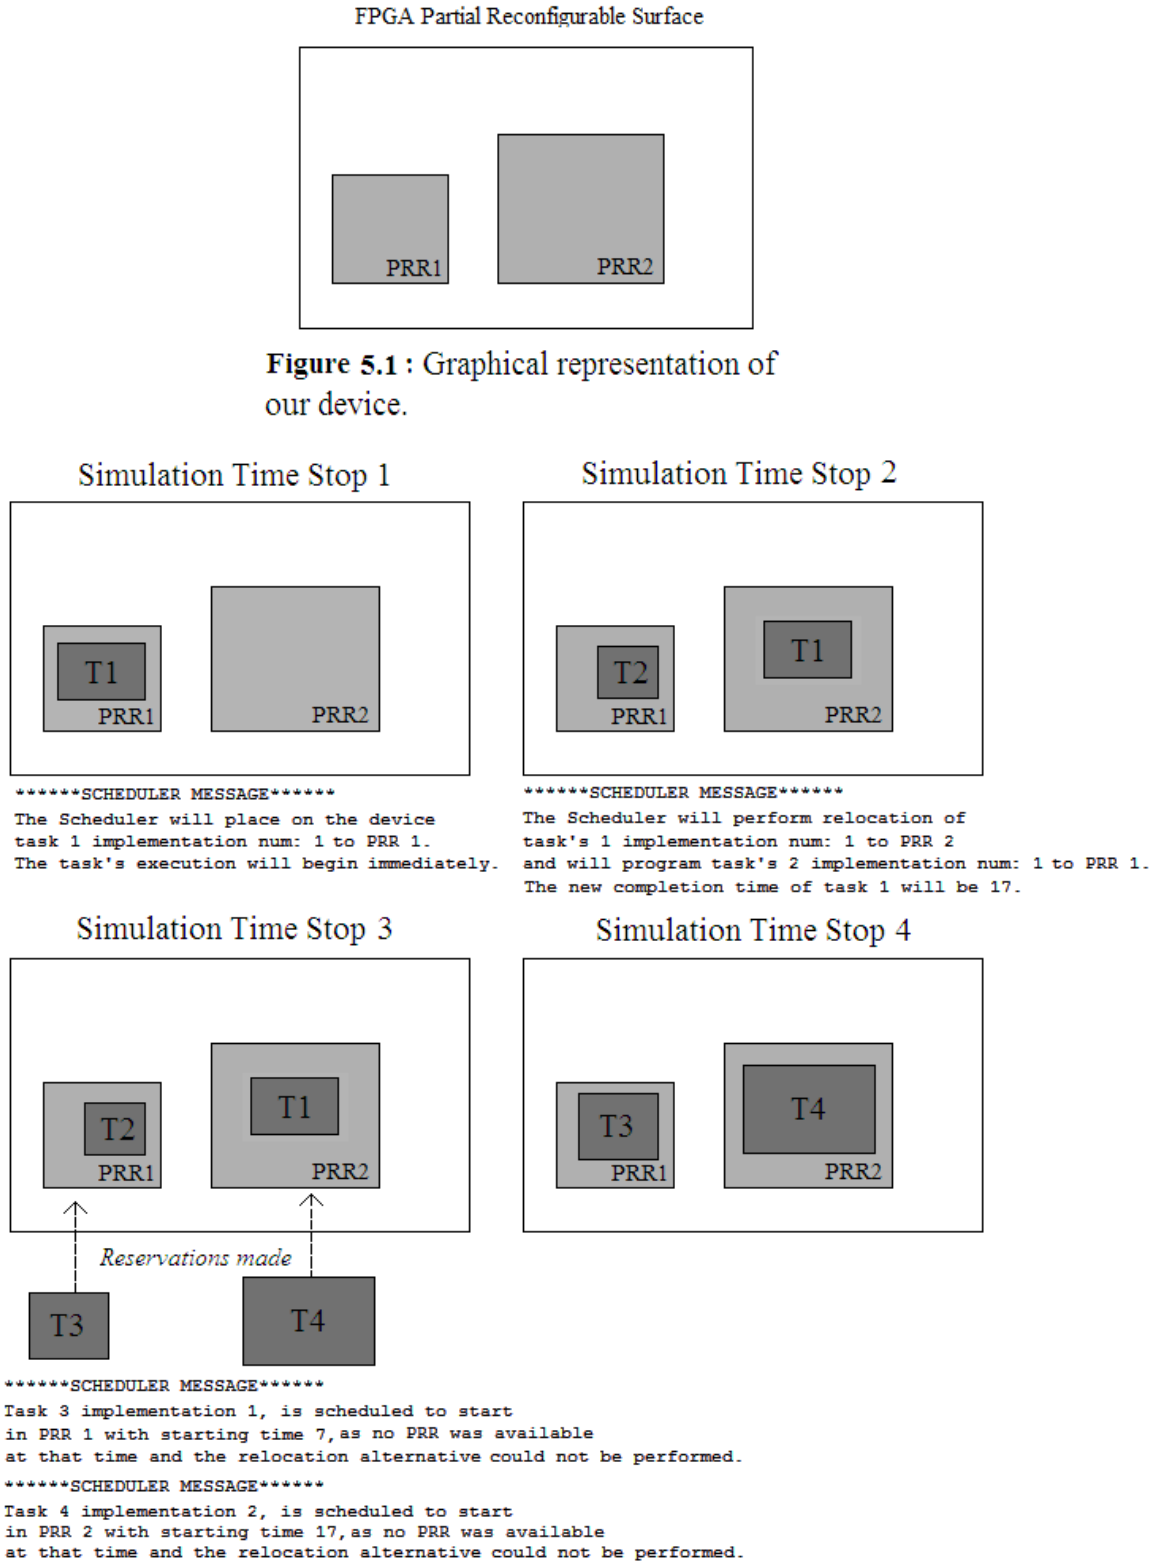 FPGA Partial Reconfigurable Surface
PRR1
PRR2
Figure 5.1 : Graphical representation of
our device.
Simulation Time Stop 1
T1
PRR1
PRR2
******SCHEDULER MESSAGE******
The Scheduler will place on the device
task 1 implementation num: 1 to PRR 1.
The task's execution will begin immediately.
Simulation Time Stop 2
T2
T1
PRR1
PRR2
******SCHEDULER MESSAGE******
The Scheduler will perform relocation of
task's 1 implementation num: 1 to PRR 2
and will program task's 2 implementation num: 1 to PRR 1.
The new completion time of task 1 will be 17.
Simulation Time Stop 3
T2
T1
PRR1
PRR2
Reservations made
T3
T4
******SCHEDULER MESSAGE******
Task 3 implementation 1, is scheduled to start
in PRR 1 with starting time 7, as no PRR was available
at that time and the relocation alternative could not be performed.
******SCHEDULER MESSAGE******
Task 4 implementation 2, is scheduled to start
in PRR 2 with starting time 17, as no PRR was available
at that time and the relocation alternative could not be performed.
Simulation Time Stop 4
T3
T4
PRR1
PRR2